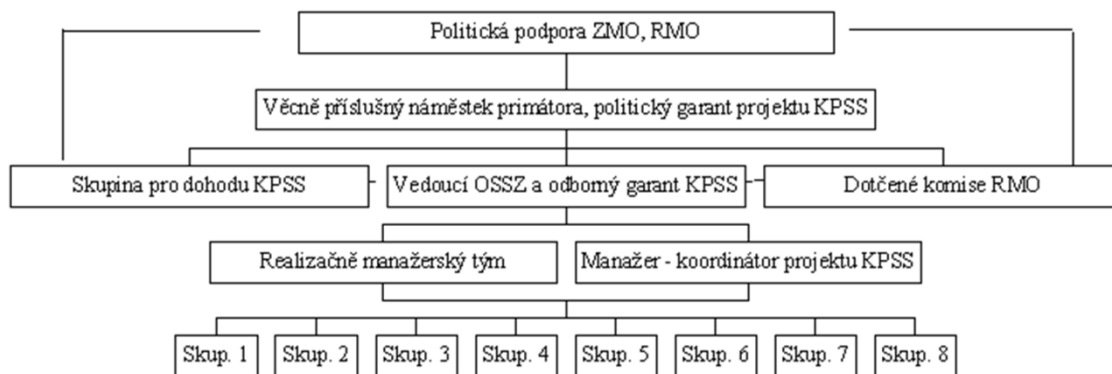 Politická podpora ZMO, RMO
Věcně příslušný náměstek primátora, politický garant projektu KPSS
Skupina pro dohodu KPSS
Vedoucí OSSZ a odborný garant KPSS
Dotčené komise RMO
Realizačně manažerský tým
Manažer - koordinátor projektu KPSS
Skup. 1
Skup. 2
Skup. 3
Skup. 4
Skup. 5
Skup. 6
Skup. 7
Skup. 8